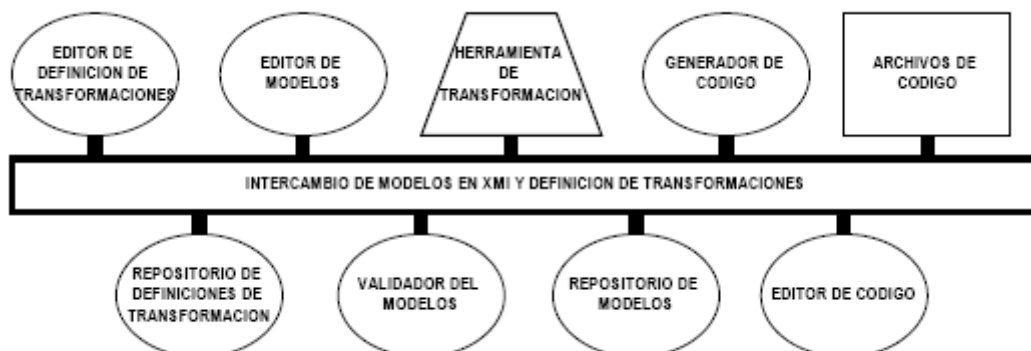 EDITOR DE
DEFINICION DE
TRANSFORMACIONES
EDITOR DE
MODELOS
HERRAMIENTA
DE
TRANSFORMACION
GENERADOR DE
CODIGO
ARCHIVOS DE
CODIGO
INTERCAMBIO DE MODELOS EN XMI Y DEFINICION DE TRANSFORMACIONES
REPOSITORIO DE
DEFINICIONES DE
TRANSFORMACION
VALIDADOR DEL
MODELOS
REPOSITORIO DE
MODELOS
EDITOR DE CODIGO